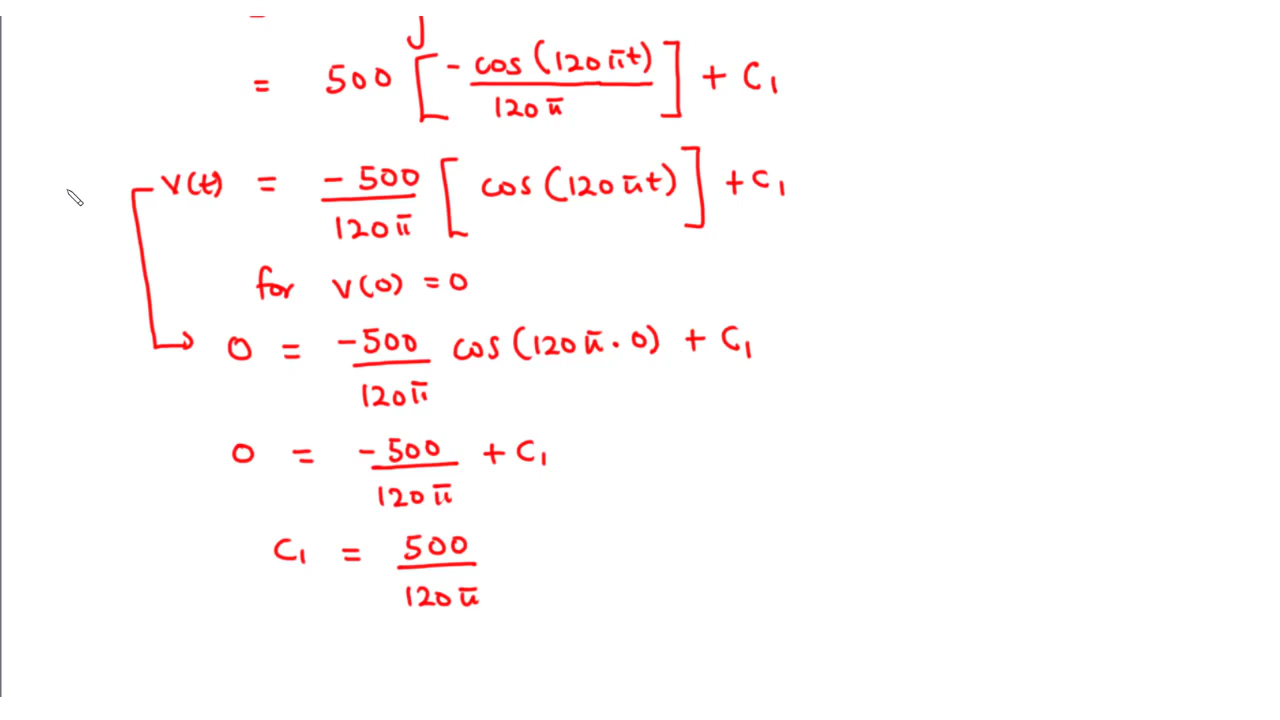 = 500 [ - cos(120πt) / 120π ] + C₁
v(t) = -500 / 120π [ cos(120πt) ] + C₁
for v(0) = 0
0 = -500 / 120π cos(120π · 0) + C₁
0 = -500 / 120π + C₁
C₁ = 500 / 120π